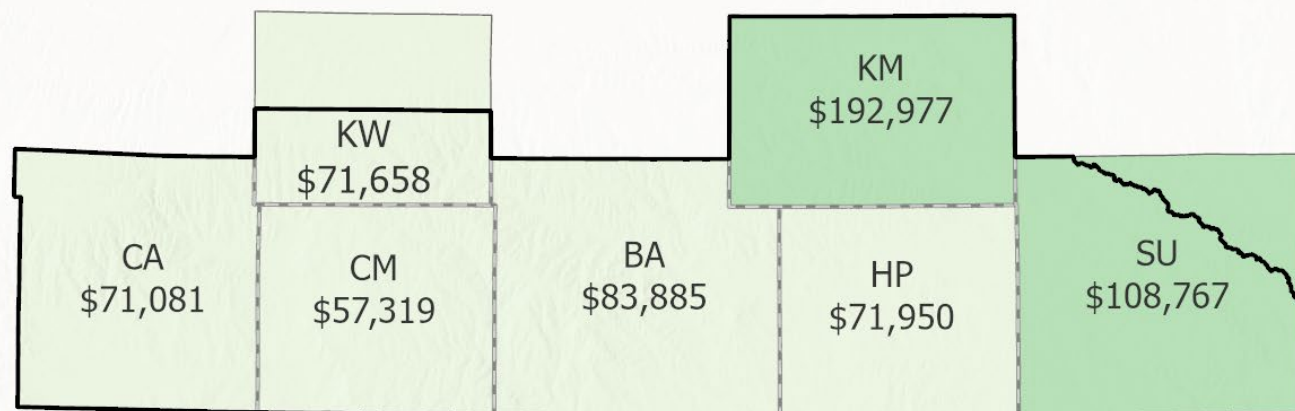 KM
$192,977
KW
$71,658
CA
$71,081
CM
$57,319
BA
$83,885
HP
$71,950
SU
$108,767